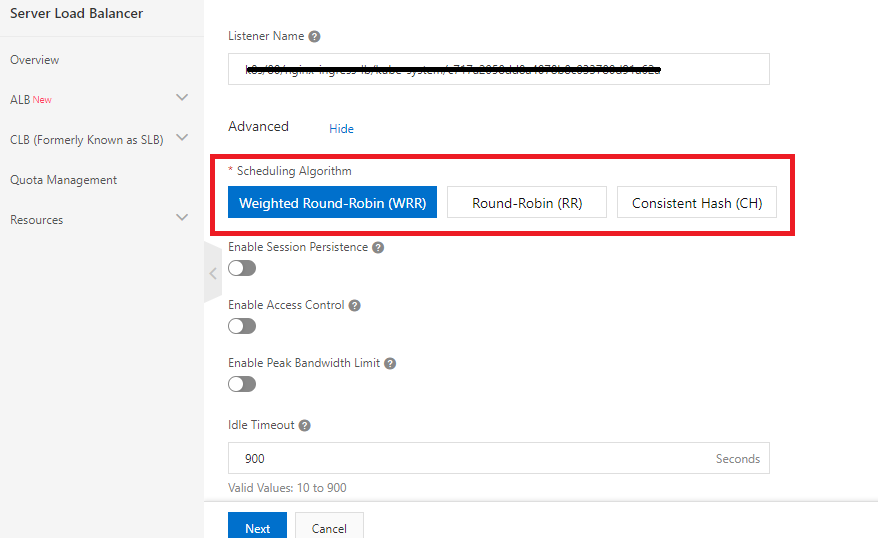 Server Load Balancer
Overview
ALB New
CLB (Formerly Known as SLB)
Quota Management
Resources
Listener Name ?
Advanced Hide
* Scheduling Algorithm
Weighted Round-Robin (WRR) Round-Robin (RR) Consistent Hash (CH)
Enable Session Persistence ?
Enable Access Control ?
Enable Peak Bandwidth Limit ?
Idle Timeout ?
900 Seconds
Valid Values: 10 to 900
Next Cancel